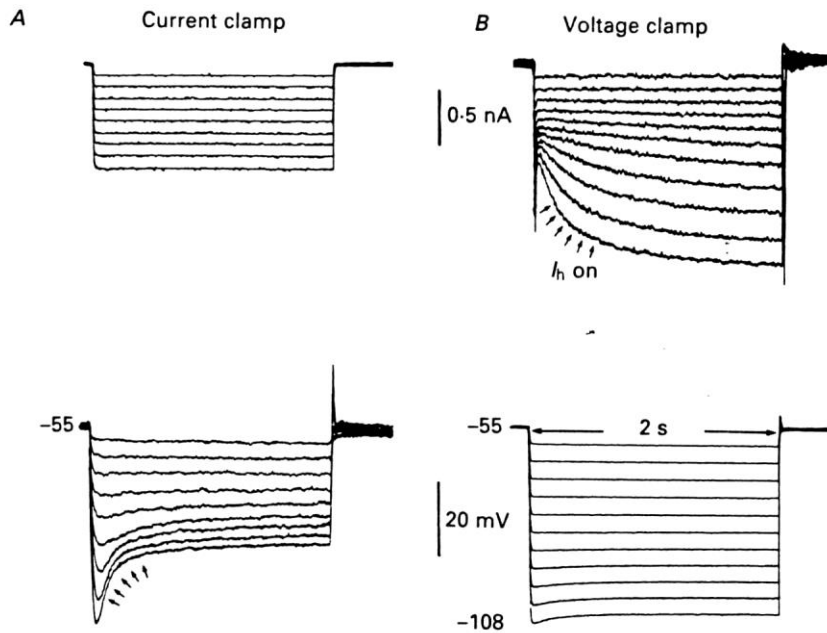 A
Current clamp
B
Voltage clamp
0·5 nA
Iₕ on
−55
−55
2 s
20 mV
−108